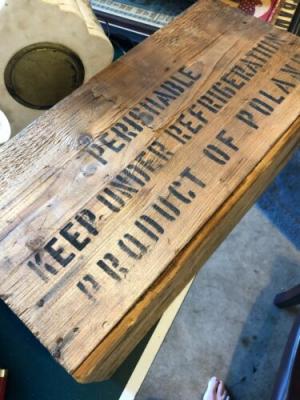 PERISHABLE
KEEP UNDER REFRIGERATION
PRODUCT OF POLAN